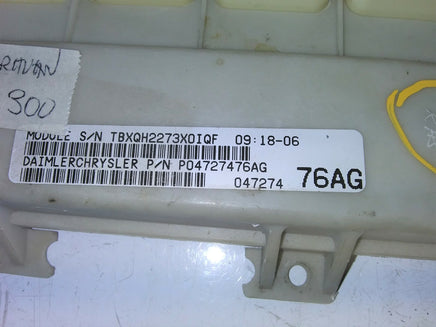 300
MODULE S/N TBXQH2273X0IQF 09:18-06
DAIMLERCHRYSLER P/N P04727476AG
047274 76AG